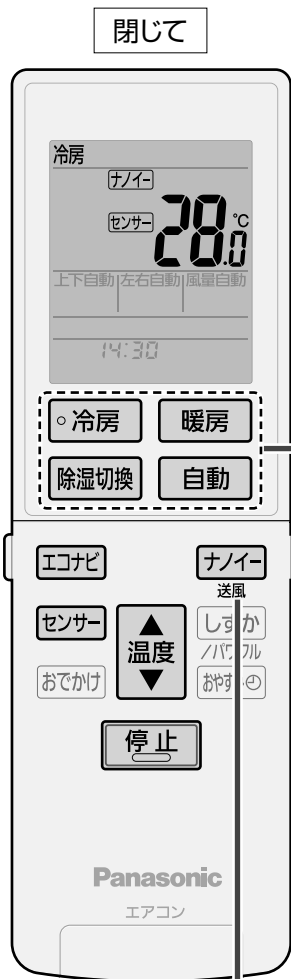 閉じて
冷房
ナノイー
センサー 28.0℃
上下自動 左右自動 風量自動
14:30
冷房 暖房
除湿切換 自動
エコナビ ナノイー
送風
センサー ▲ しずか
温度 /パワフル
おでかけ ▼ おやすみ
停止
Panasonic
エアコン